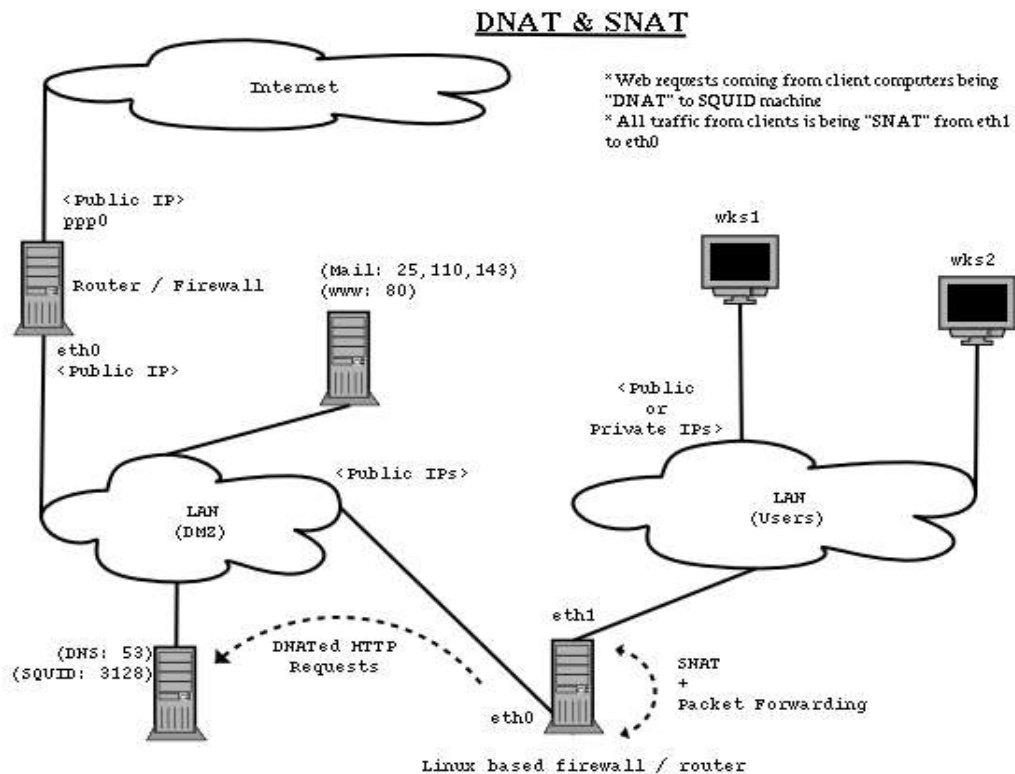 DNAT & SNAT
Internet
* Web requests coming from client computers being
"DNAT" to SQUID machine
* All traffic from clients is being "SNAT" from eth1
to eth0
<Public IP>
ppp0
Router / Firewall
eth0
<Public IP>
(Mail: 25,110,143)
(www: 80)
wks1
wks2
<Public
or
Private IPs>
<Public IPs>
LAN
(DMZ)
LAN
(Users)
(DNS: 53)
(SQUID: 3128)
DNATed HTTP
Requests
eth1
eth0
SNAT
+
Packet Forwarding
Linux based firewall / router